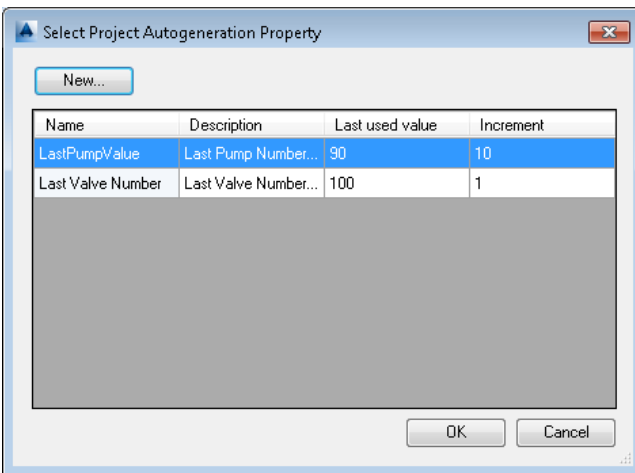 Select Project Autogeneration Property
New...
Name Description Last used value Increment
LastPumpValue Last Pump Number... 90 10
Last Valve Number Last Valve Number... 100 1
OK Cancel